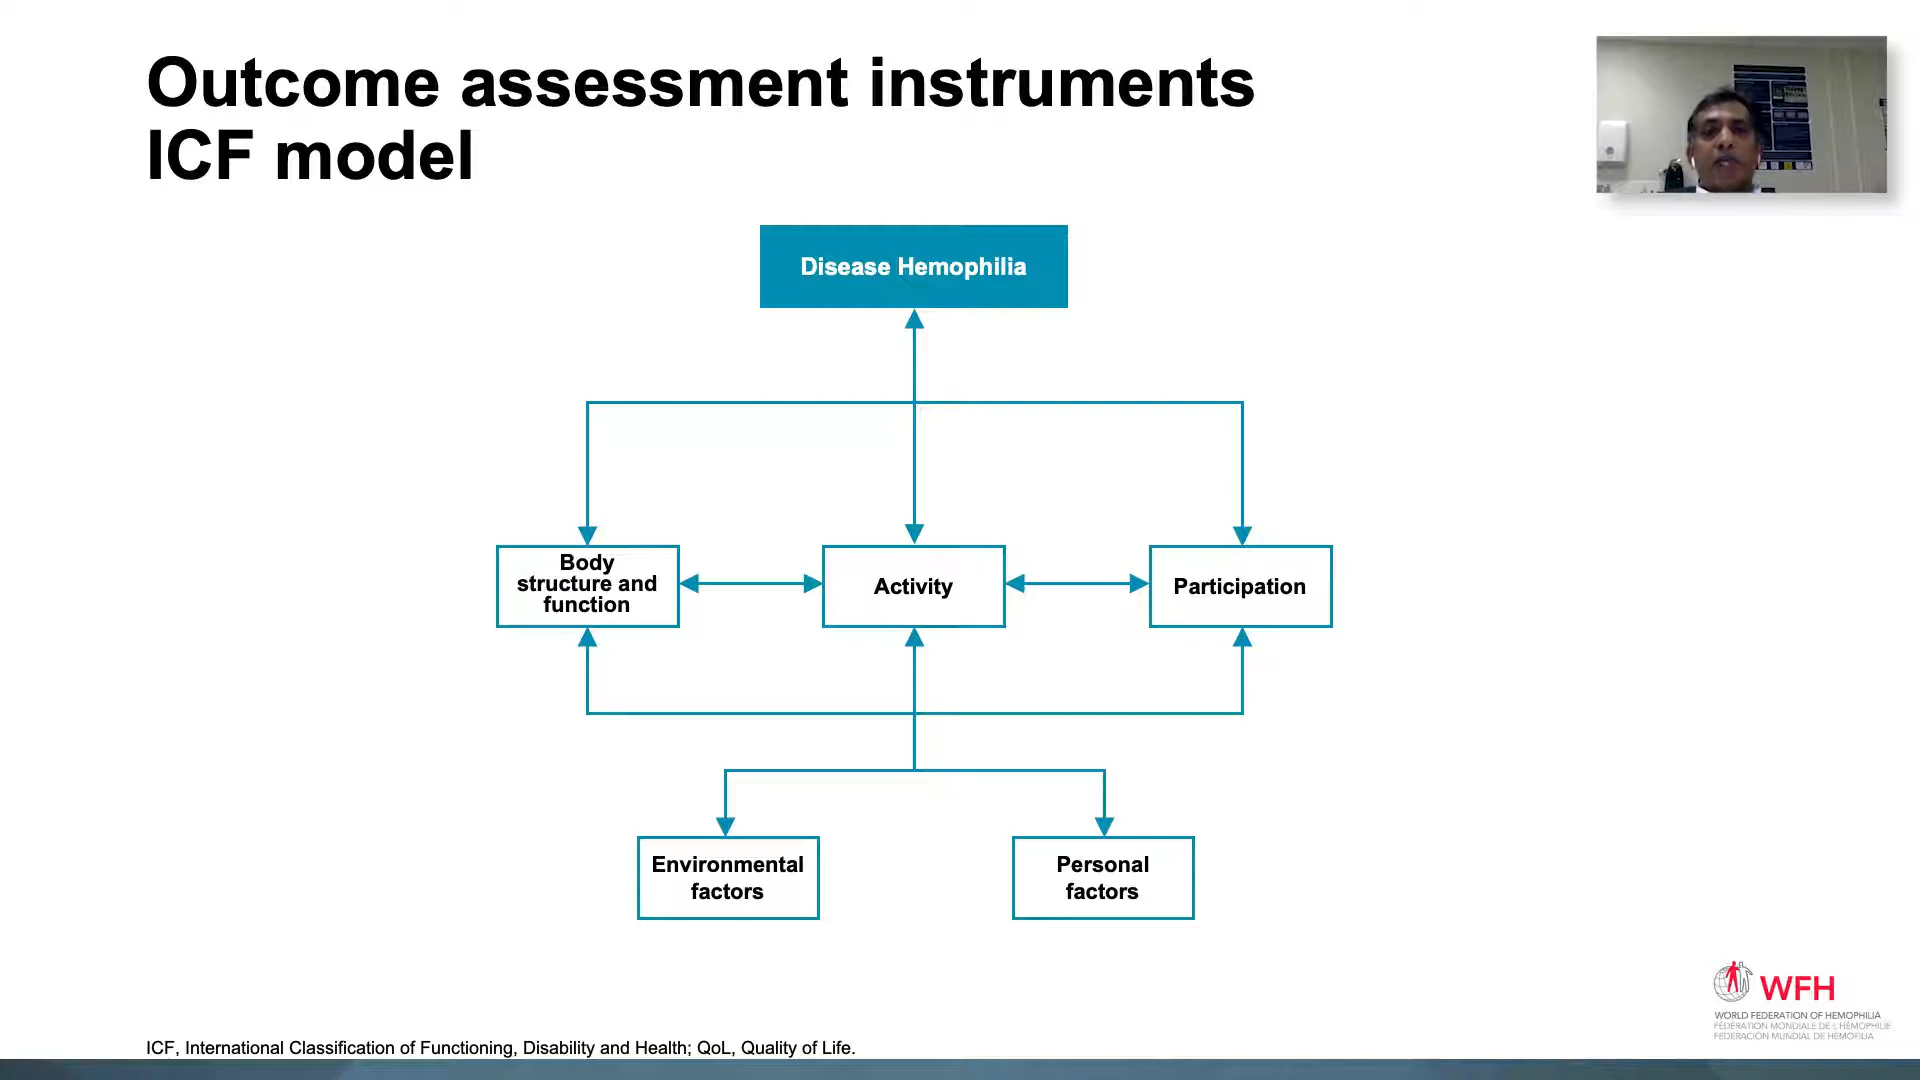 Outcome assessment instruments
ICF model
Disease Hemophilia
Body
structure and
function
Activity
Participation
Environmental
factors
Personal
factors
WFH
WORLD FEDERATION OF HEMOPHILIA
FÉDÉRATION MONDIALE DE L'HÉMOPHILIE
FEDERACIÓN MUNDIAL DE HEMOFILIA
ICF, International Classification of Functioning, Disability and Health; QoL, Quality of Life.